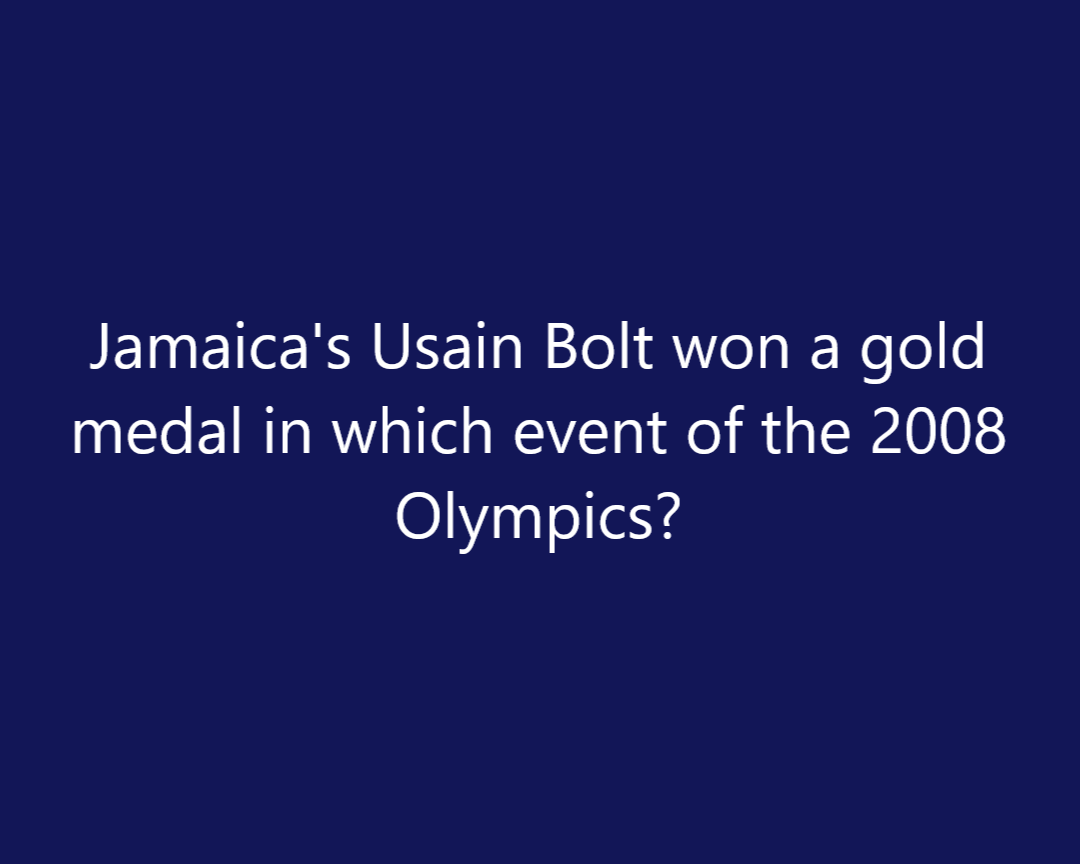 Jamaica's Usain Bolt won a gold
medal in which event of the 2008
Olympics?